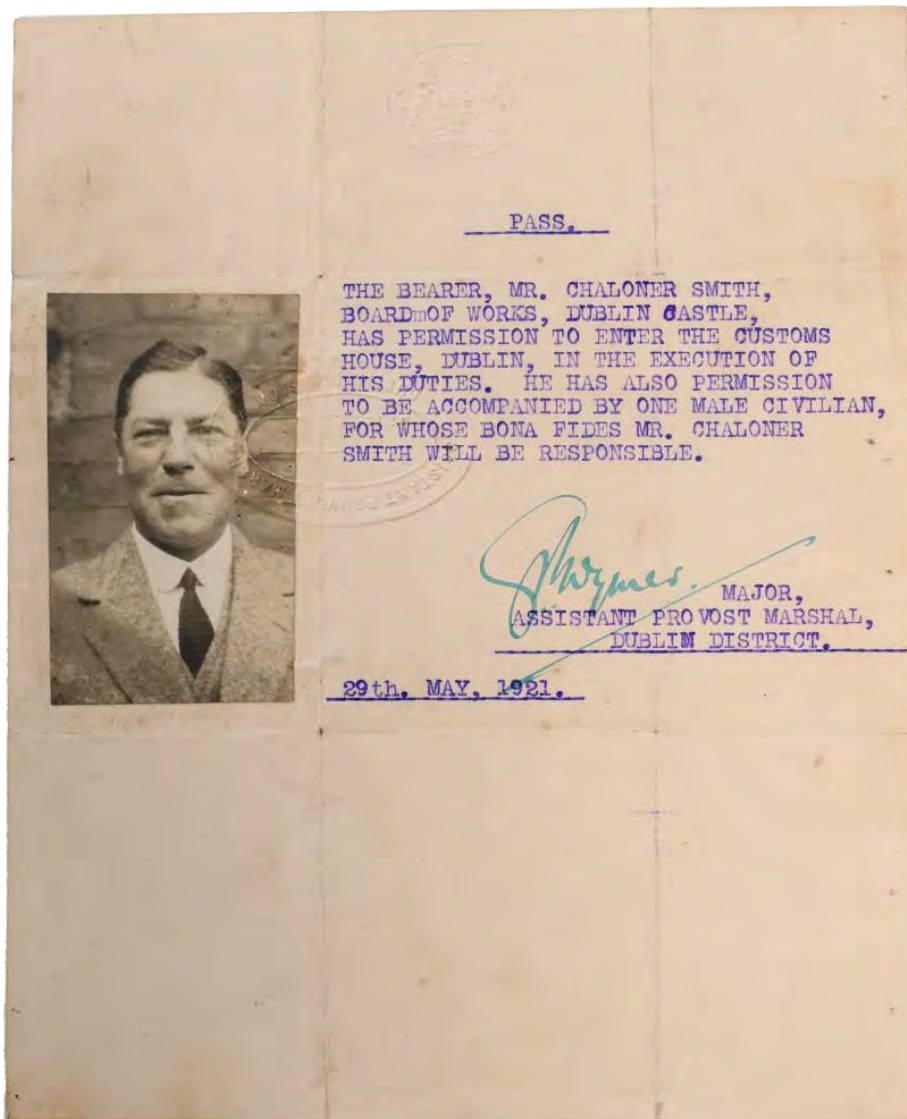 PASS.
THE BEARER, MR. CHALONER SMITH,
BOARDmOF WORKS, DUBLIN CASTLE,
HAS PERMISSION TO ENTER THE CUSTOMS
HOUSE, DUBLIN, IN THE EXECUTION OF
HIS DUTIES. HE HAS ALSO PERMISSION
TO BE ACCOMPANIED BY ONE MALE CIVILIAN,
FOR WHOSE BONA FIDES MR. CHALONER
SMITH WILL BE RESPONSIBLE.
MAJOR,
ASSISTANT PROVOST MARSHAL,
DUBLIN DISTRICT.
29th. MAY, 1921.